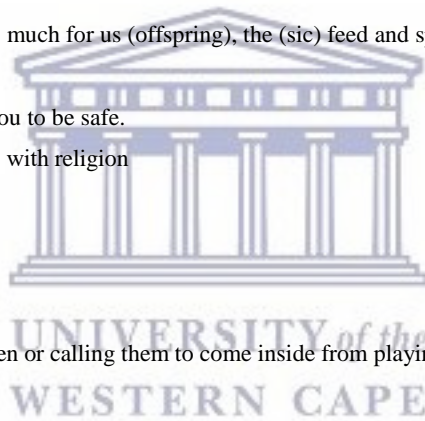 much for us (offspring), the (sic) feed and s
ou to be safe.
with religion
UNIVERSITY of the
en or calling them to come inside from playin
WESTERN CAPE